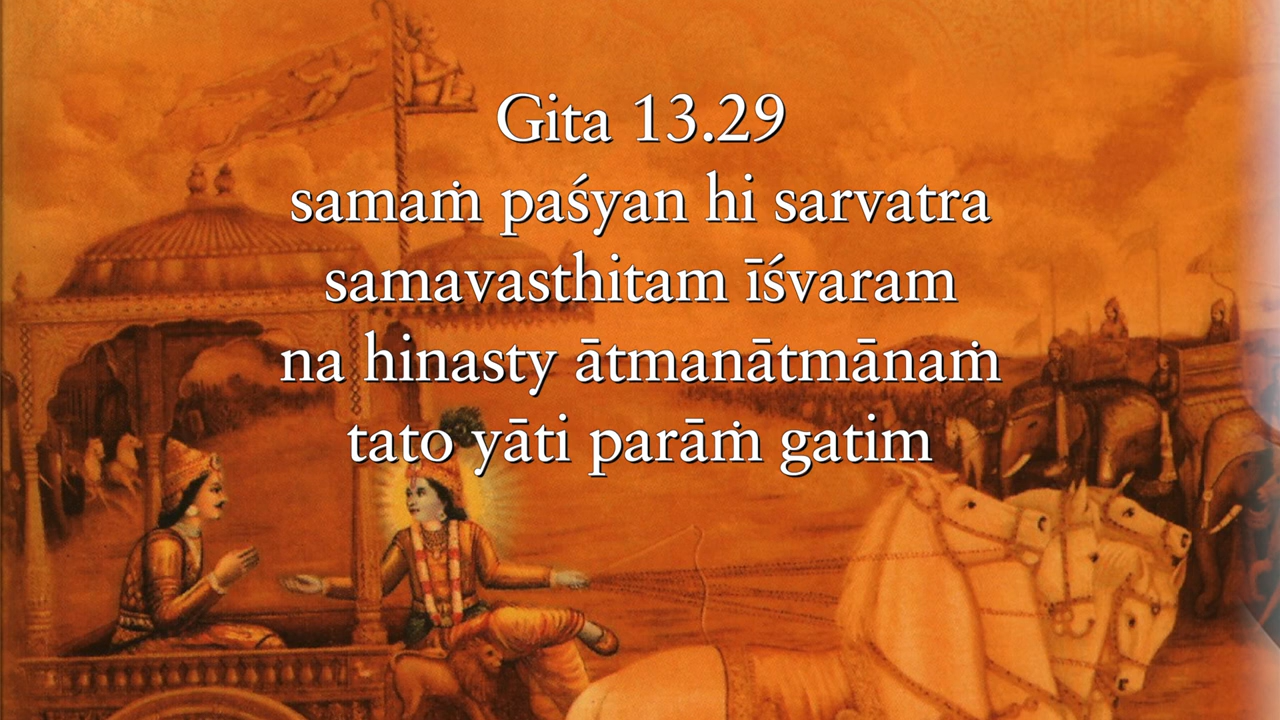 Gita 13.29
samaṁ paśyan hi sarvatra
samavasthitam īśvaram
na hinasty ātmanātmānaṁ
tato yāti parāṁ gatim